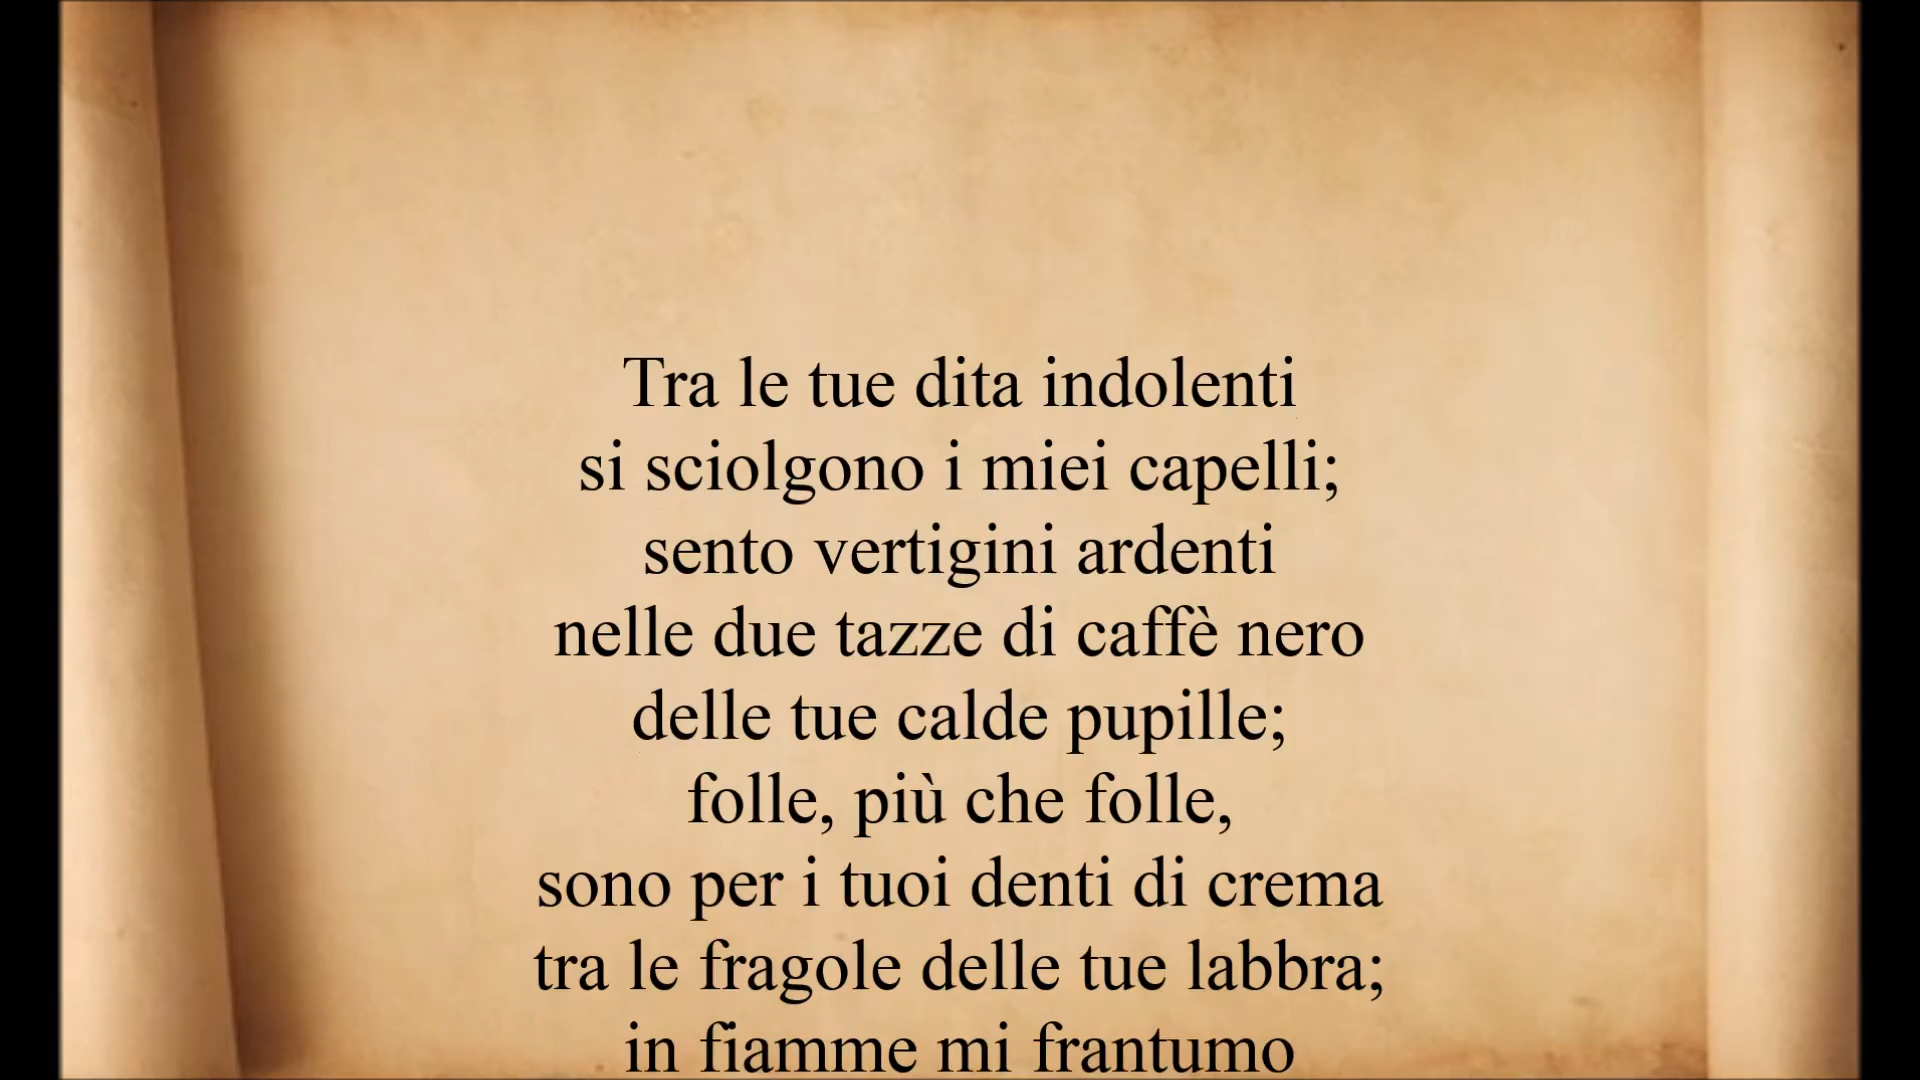 Tra le tue dita indolenti
si sciolgono i miei capelli;
sento vertigini ardenti
nelle due tazze di caffè nero
delle tue calde pupille;
folle, più che folle,
sono per i tuoi denti di crema
tra le fragole delle tue labbra;
in fiamme mi frantumo